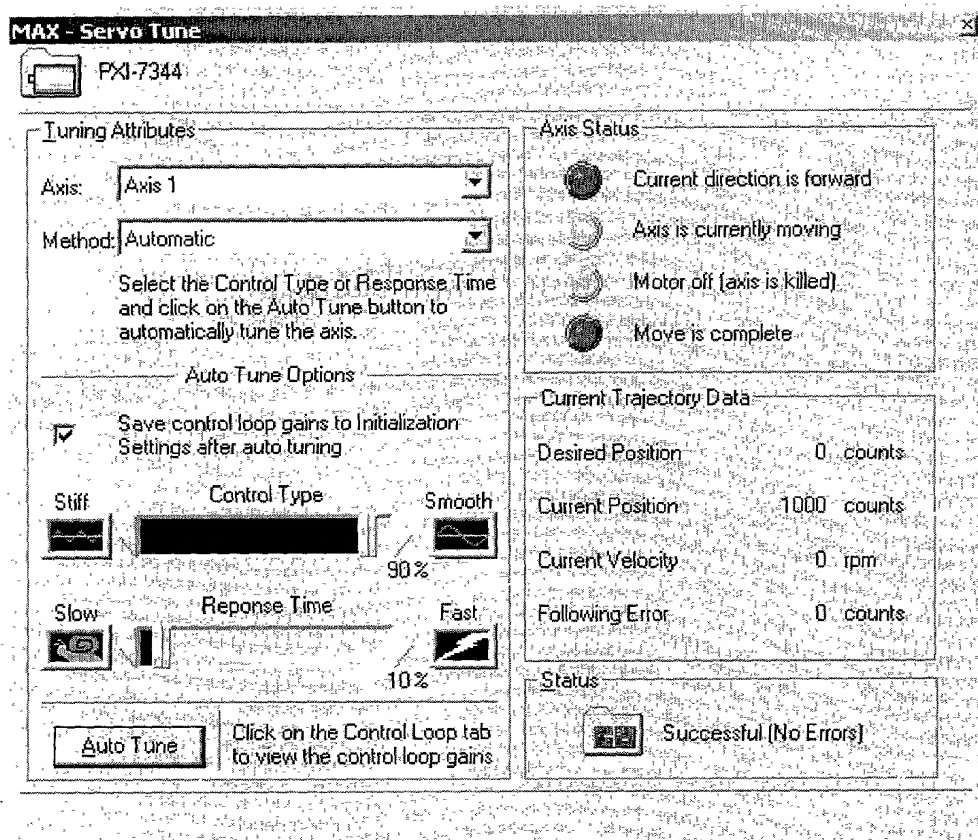 MAX - Servo Tune
PXI-7344
Tuning Attributes
Axis: Axis 1
Method: Automatic
Select the Control Type or Response Time
and click on the Auto Tune button to
automatically tune the axis.
Auto Tune Options
Save control loop gains to Initialization
Settings after auto tuning
Stiff Control Type Smooth
90%
Slow Reponse Time Fast
10%
Auto Tune
Click on the Control Loop tab
to view the control loop gains
Axis Status
Current direction is forward
Axis is currently moving
Motor off (axis is killed)
Move is complete
Current Trajectory Data
Desired Position 0 counts
Current Position 1000 counts
Current Velocity 0 rpm
Following Error 0 counts
Status
Successful (No Errors)